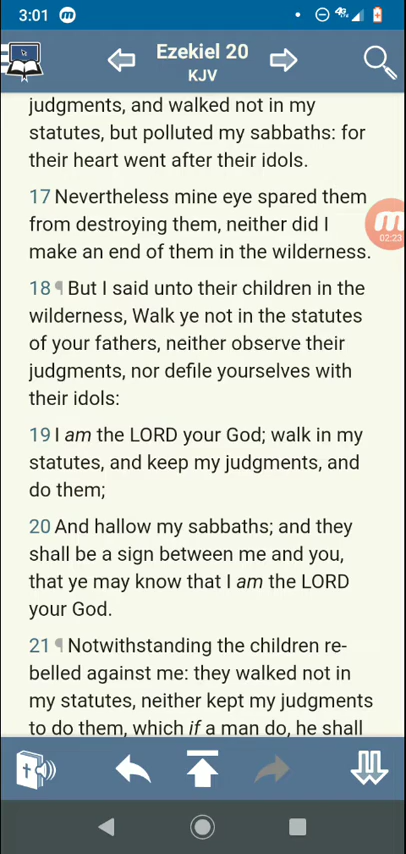 3:01
4G
Ezekiel 20
KJV
judgments, and walked not in my
statutes, but polluted my sabbaths: for
their heart went after their idols.
17 Nevertheless mine eye spared them
from destroying them, neither did I
make an end of them in the wilderness.
02:23
18 ¶ But I said unto their children in the
wilderness, Walk ye not in the statutes
of your fathers, neither observe their
judgments, nor defile yourselves with
their idols:
19 I am the LORD your God; walk in my
statutes, and keep my judgments, and
do them;
20 And hallow my sabbaths; and they
shall be a sign between me and you,
that ye may know that I am the LORD
your God.
21 ¶ Notwithstanding the children re-
belled against me: they walked not in
my statutes, neither kept my judgments
to do them, which if a man do, he shall